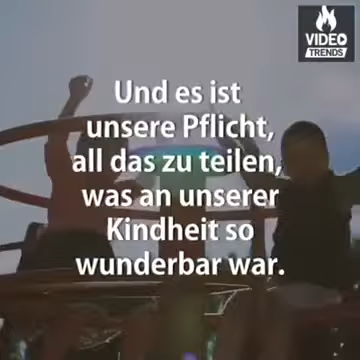 VIDEO
TRENDS
Und es ist
unsere Pflicht,
all das zu teilen,
was an unserer
Kindheit so
wunderbar war.